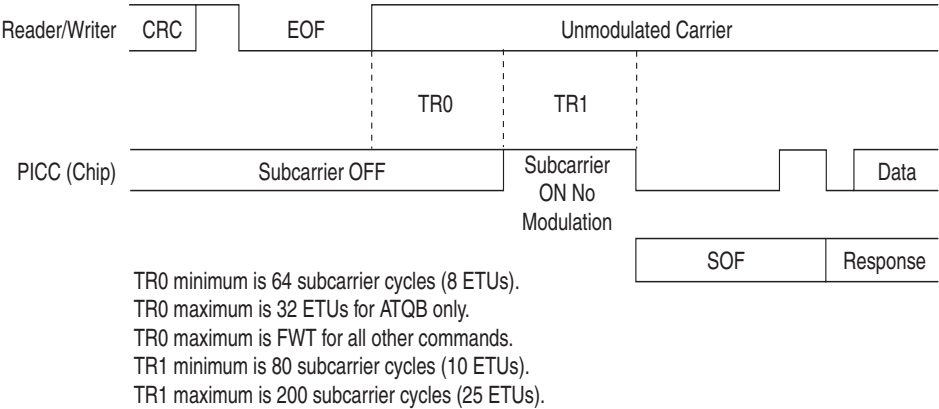 Reader/Writer CRC EOF Unmodulated Carrier
TR0 TR1
PICC (Chip) Subcarrier OFF Subcarrier ON No Modulation Data
SOF Response
TR0 minimum is 64 subcarrier cycles (8 ETUs).
TR0 maximum is 32 ETUs for ATQB only.
TR0 maximum is FWT for all other commands.
TR1 minimum is 80 subcarrier cycles (10 ETUs).
TR1 maximum is 200 subcarrier cycles (25 ETUs).